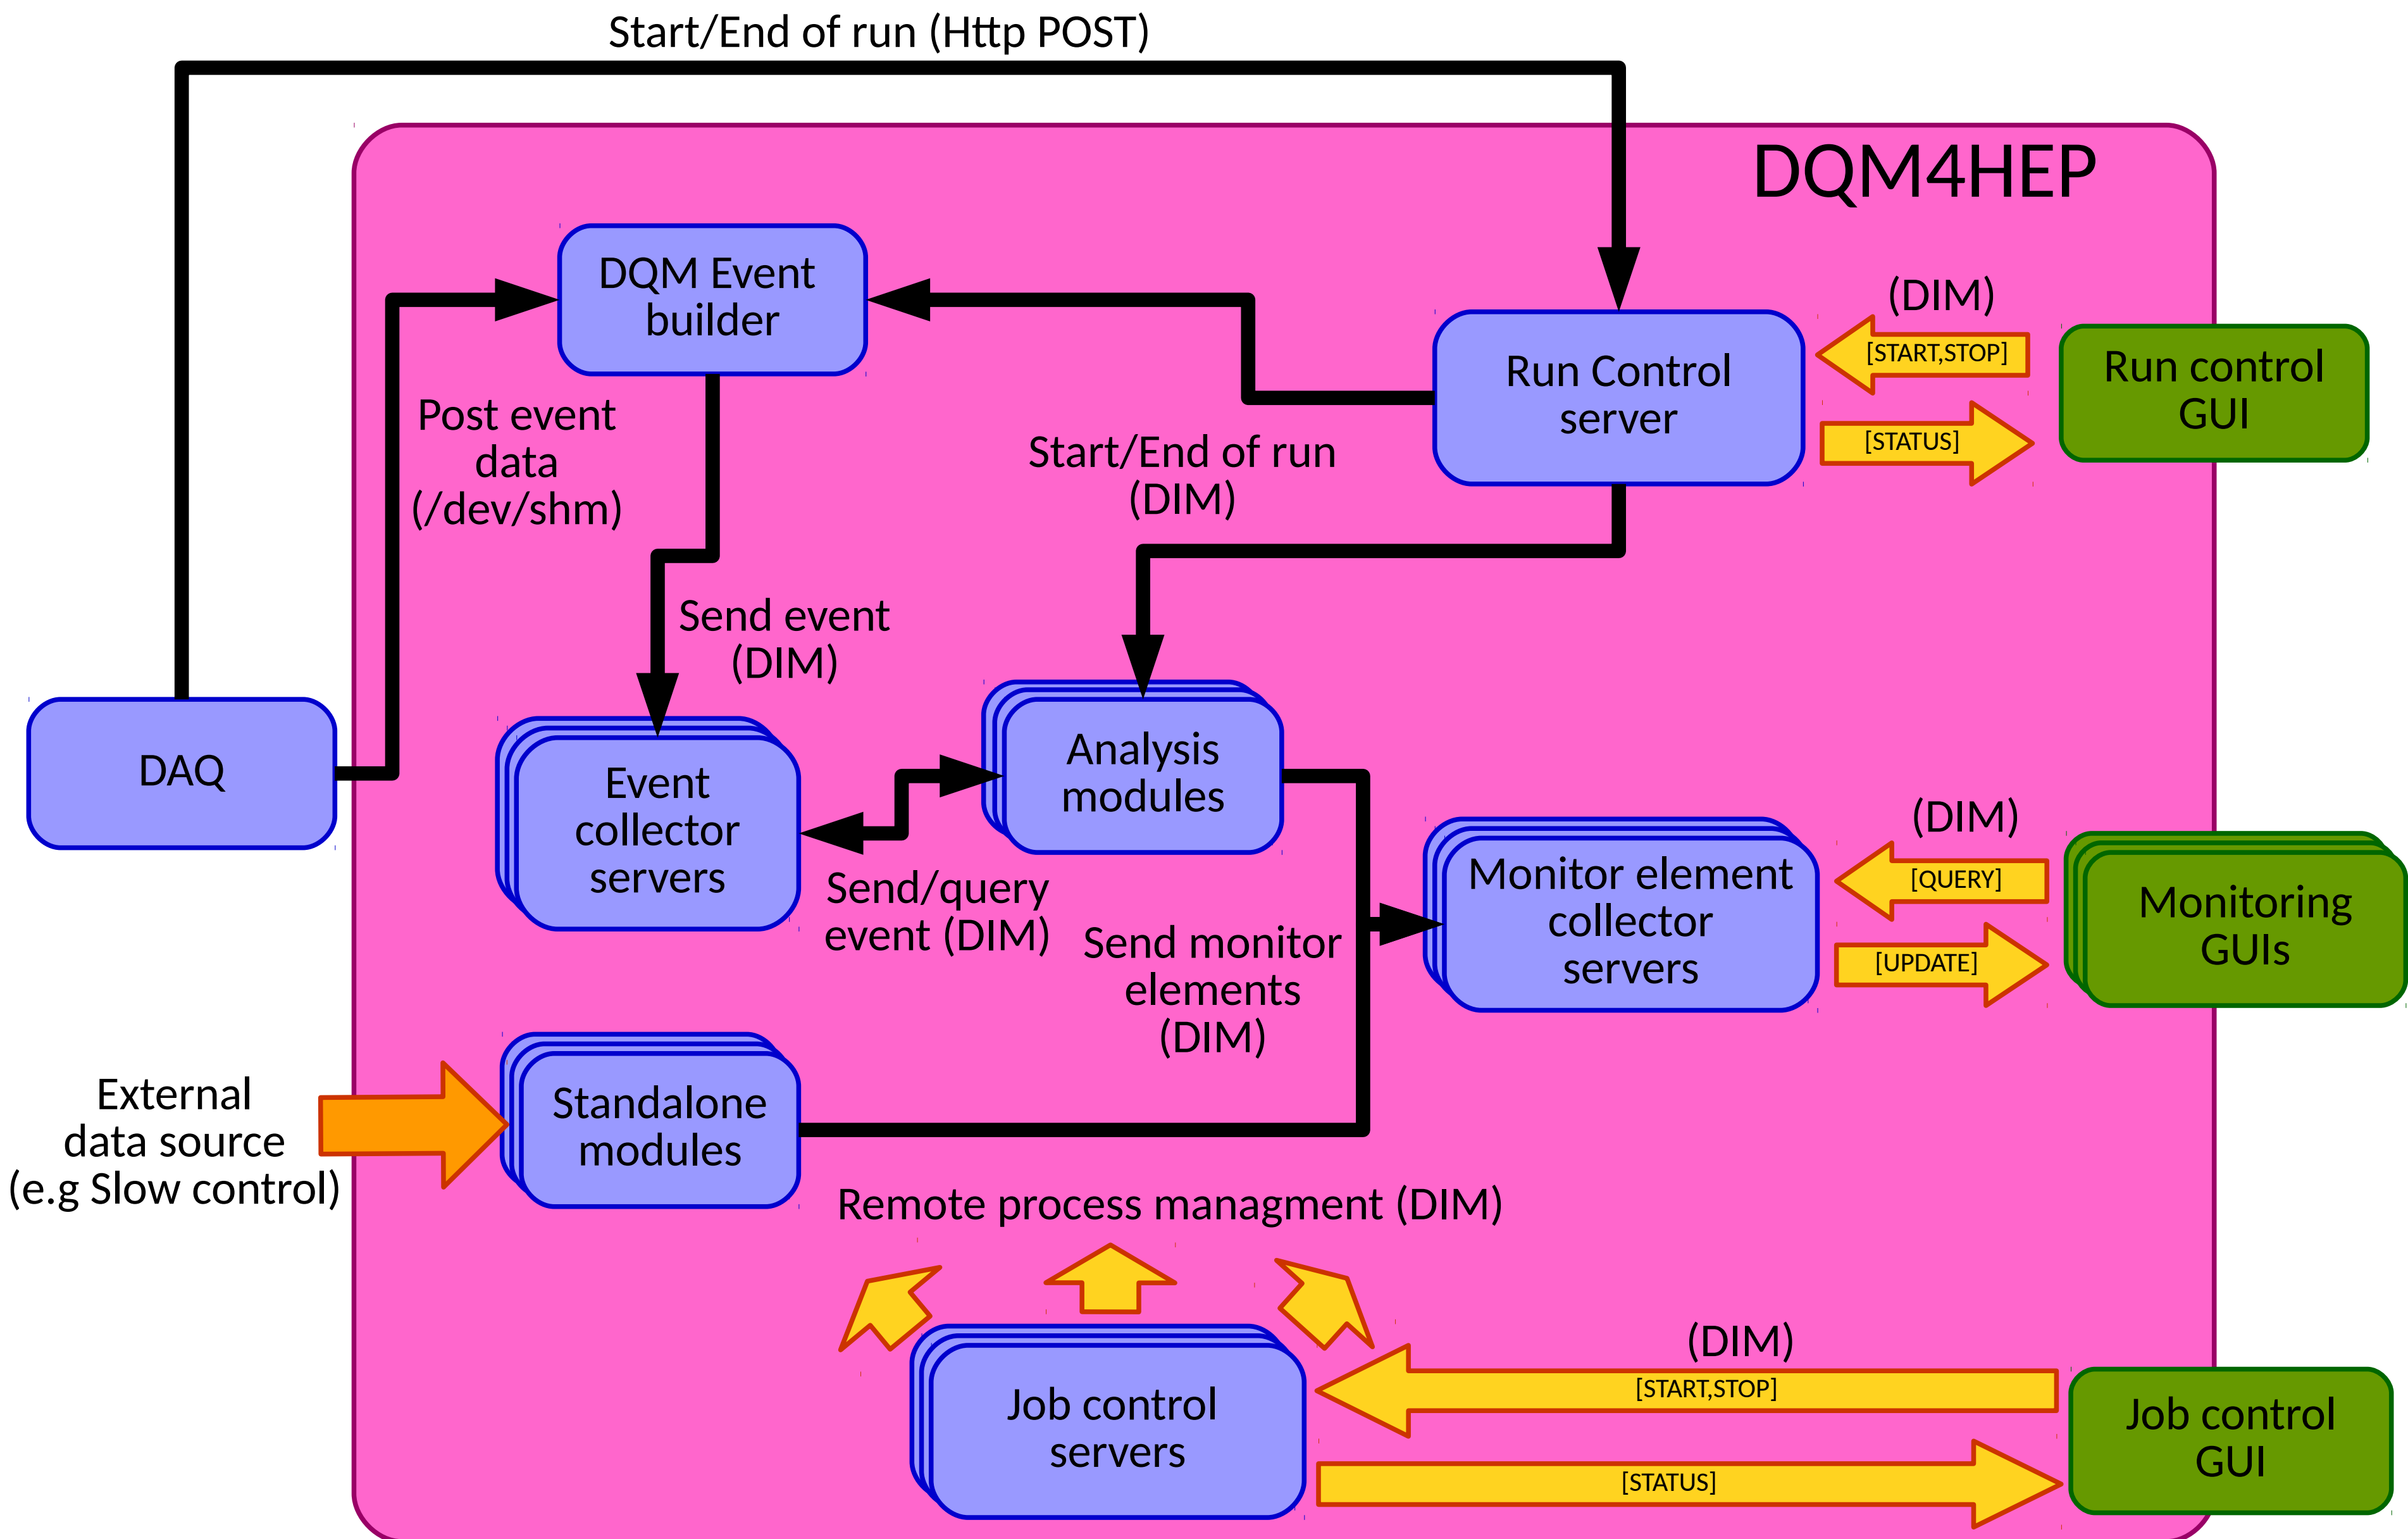 Start/End of run (Http POST)
DQM4HEP
DQM Event
builder
(DIM)
[START,STOP]
Run Control
server
Run control
GUI
[STATUS]
Post event
data
(/dev/shm)
Start/End of run
(DIM)
Send event
(DIM)
DAQ
Event
collector
servers
Analysis
modules
Send/query
event (DIM)
Send monitor
elements
(DIM)
Monitor element
collector
servers
(DIM)
[QUERY]
[UPDATE]
Monitoring
GUIs
External
data source
(e.g Slow control)
Standalone
modules
Remote process managment (DIM)
Job control
servers
(DIM)
[START,STOP]
[STATUS]
Job control
GUI